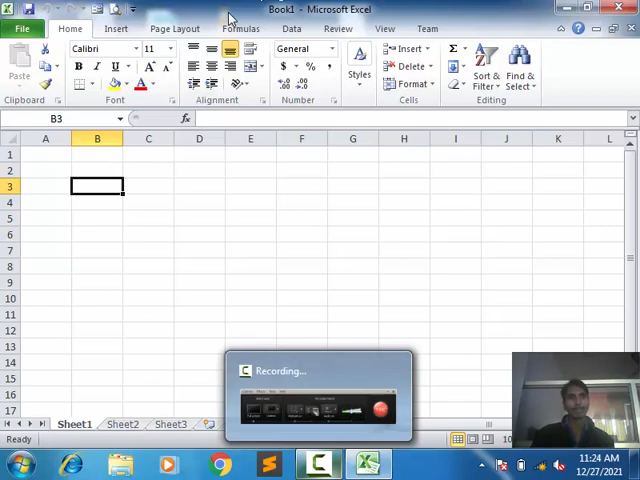 Book1 - Microsoft Excel
File Home Insert Page Layout Formulas Data Review View Team
Paste
Calibri 11
B I U A
General
$ % ,
Styles
Insert
Delete
Format
Σ
Sort & Filter
Find & Select
Clipboard Font Alignment Number Cells Editing
B3 fx
A B C D E F G H I J K L
1
2
3
4
5
6
7
8
9
10
11
12
13
14
15
16
17
Recording...
Sheet1 Sheet2 Sheet3
Ready
11:24 AM
12/27/2021